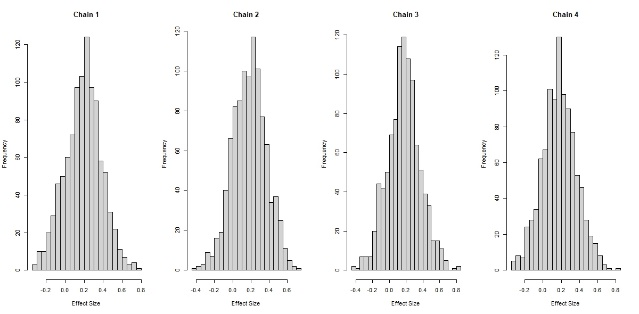 Chain 1
Frequency
0 20 40 60 80 100 120
-0.2 0.0 0.2 0.4 0.6 0.8
Effect Size
Chain 2
Frequency
0 20 40 60 80 100 120
-0.4 -0.2 0.0 0.2 0.4 0.6
Effect Size
Chain 3
Frequency
0 20 40 60 80 100 120
-0.4 -0.2 0.0 0.2 0.4 0.6 0.8
Effect Size
Chain 4
Frequency
0 20 40 60 80 100 120
-0.2 0.0 0.2 0.4 0.6 0.8
Effect Size